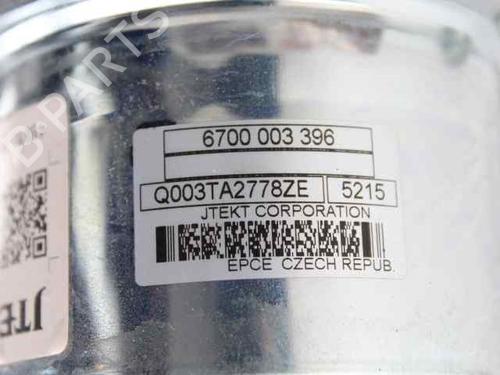 6700 003 396
Q003TA2778ZE 5215
JTEKT CORPORATION
EPCE CZECH REPUB.
JTE
B-PARTS